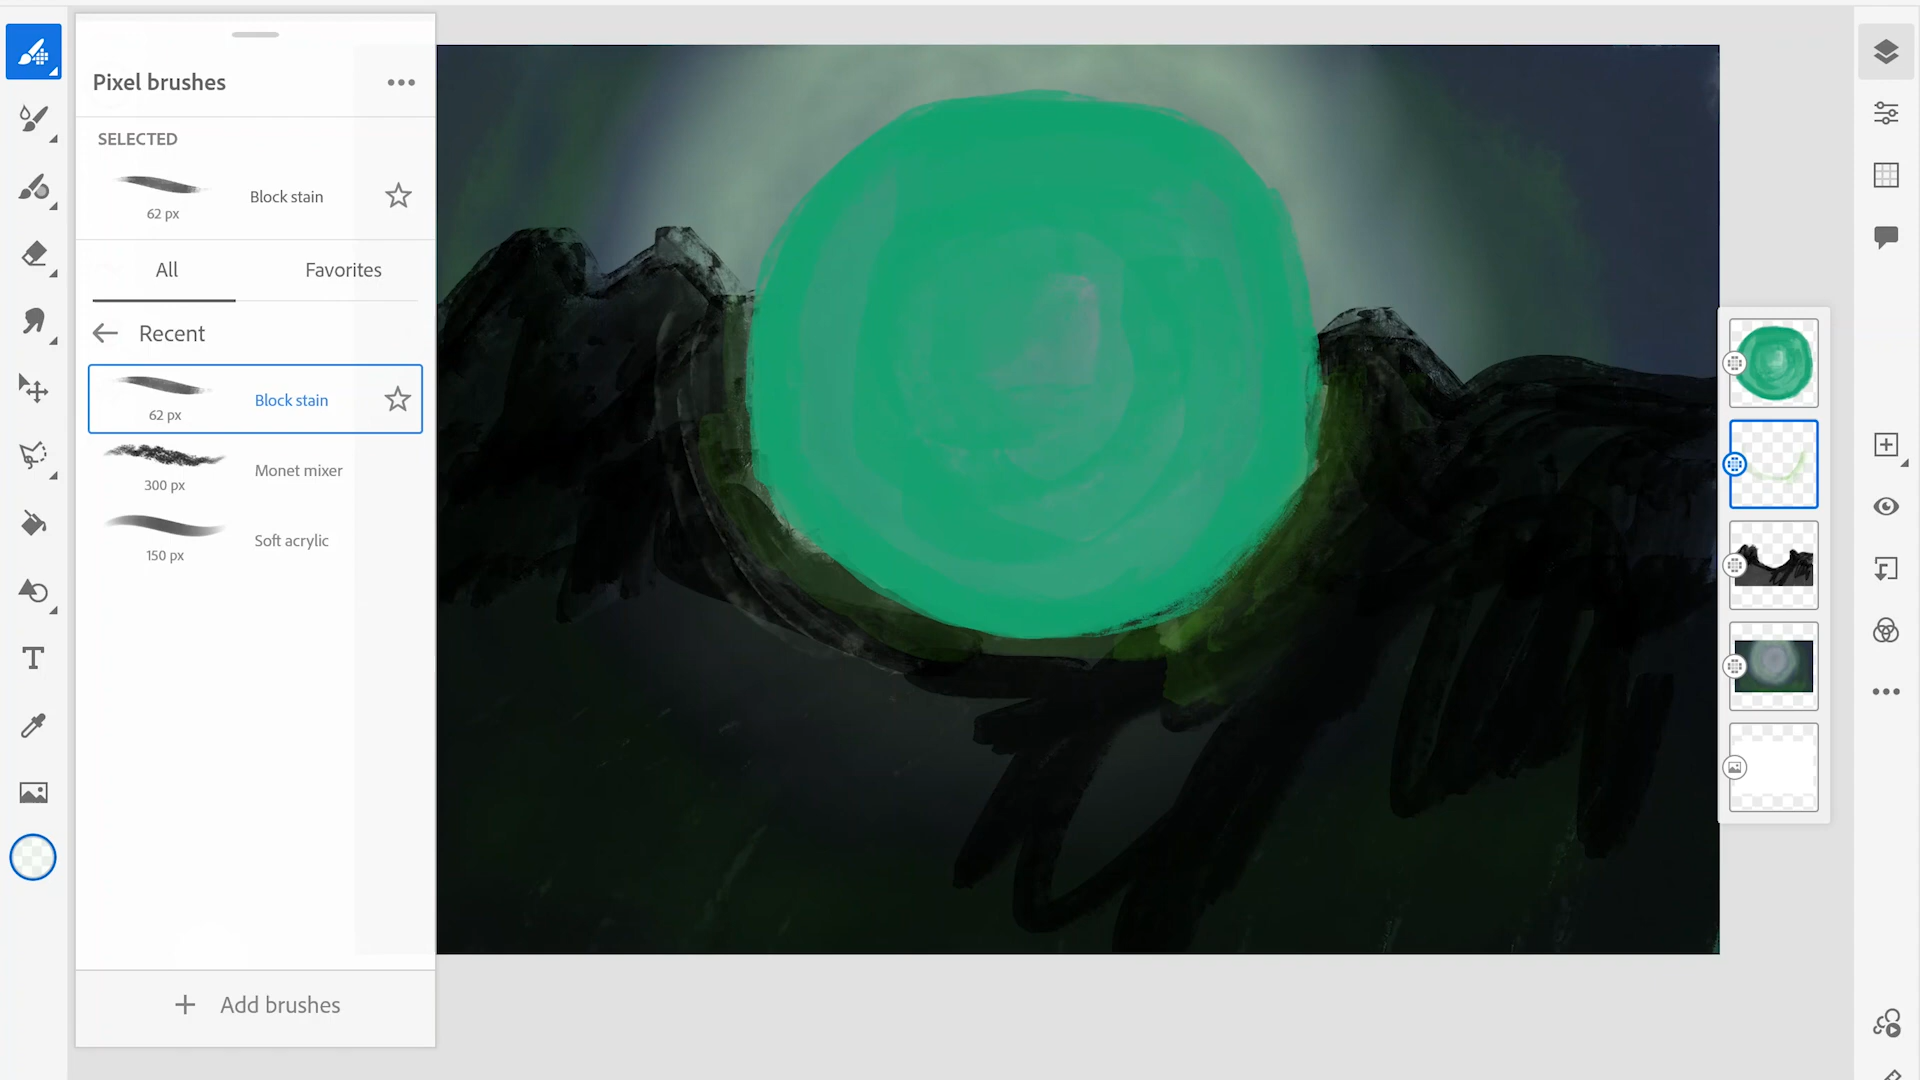 Pixel brushes
SELECTED
62 px
Block stain
All
Favorites
Recent
62 px
Block stain
300 px
Monet mixer
150 px
Soft acrylic
Add brushes